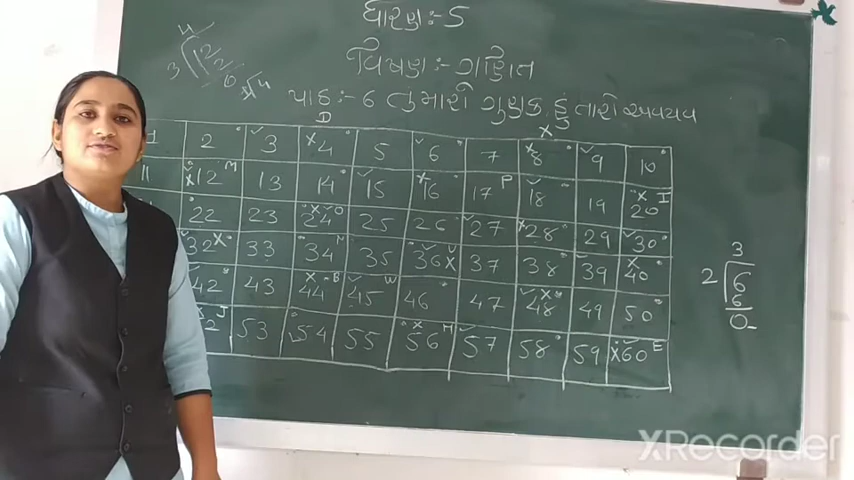 ધોરણ:-5
વિષય:-ગણિત
પાઠ:-6 હું તમારો ગુણક, હું તારો અવયવ
1 2 3 4 5 6 7 8 9 10
11 12 13 14 15 16 17 18 19 20
22 23 24 25 26 27 28 29 30
32 33 34 35 36 37 38 39 40
42 43 44 45 46 47 48 49 50
2 53 54 55 56 57 58 59 60
3
2 6
6
0
XRecorder